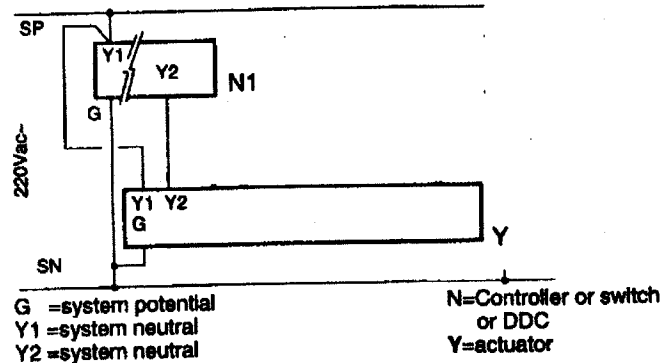 SP
Y1
Y2
N1
G
220Vac~
Y1 Y2
G
Y
SN
G =system potential
Y1 =system neutral
Y2 =system neutral
N=Controller or switch
or DDC
Y=actuator